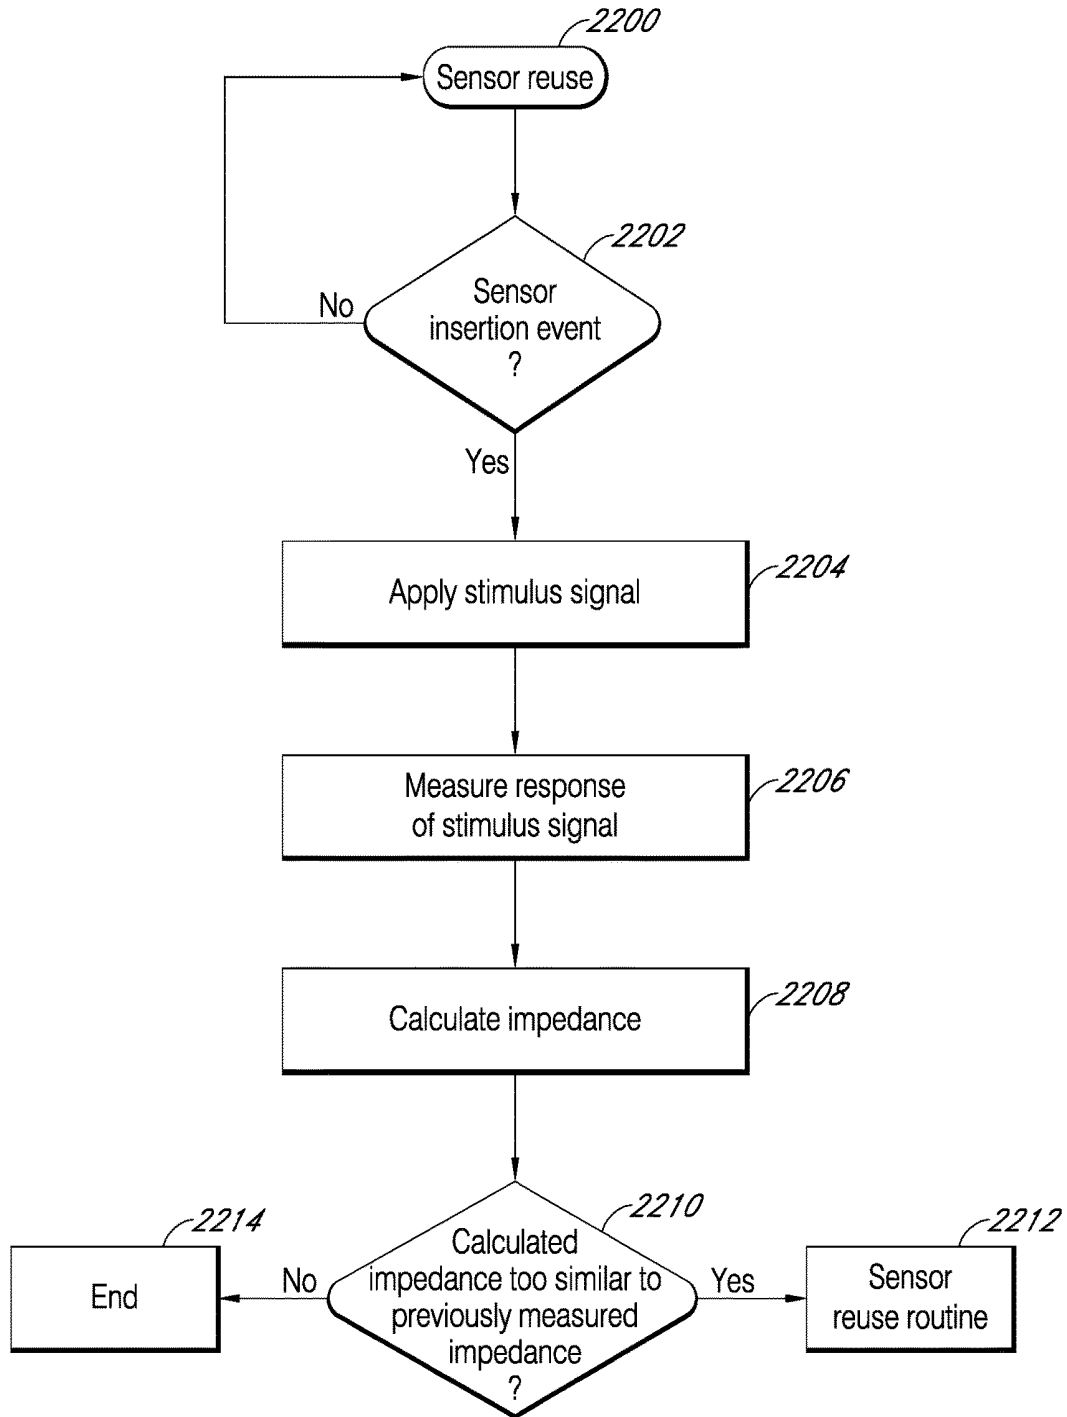 2200
Sensor reuse
2202
Sensor
insertion event
?
No
Yes
2204
Apply stimulus signal
2206
Measure response
of stimulus signal
2208
Calculate impedance
2210
Calculated
impedance too similar to
previously measured
impedance
?
No
Yes
2214
End
2212
Sensor
reuse routine